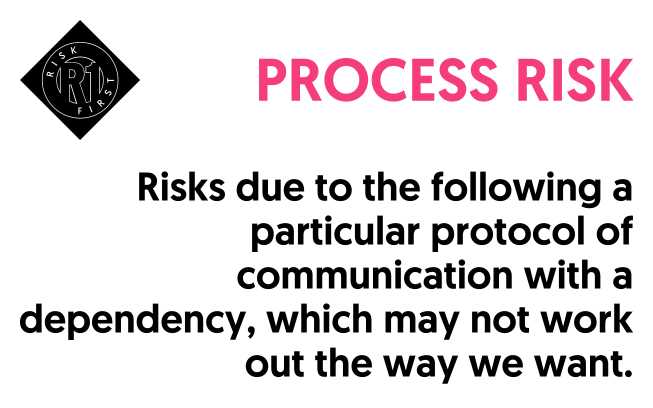 RISK
R1
FIRST
PROCESS RISK
Risks due to the following a
particular protocol of
communication with a
dependency, which may not work
out the way we want.